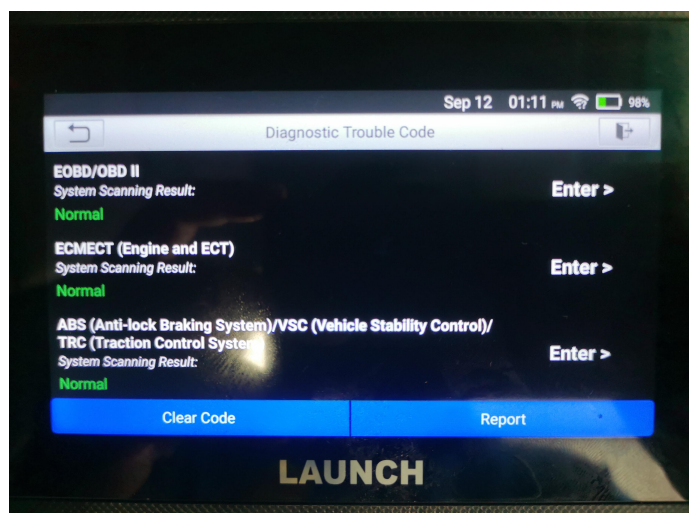 Sep 12 01:11 PM 98%
Diagnostic Trouble Code
EOBD/OBD II
System Scanning Result:
Enter >
Normal
ECMECT (Engine and ECT)
System Scanning Result:
Enter >
Normal
ABS (Anti-lock Braking System)/VSC (Vehicle Stability Control)/
TRC (Traction Control System)
System Scanning Result:
Enter >
Normal
Clear Code
Report
LAUNCH